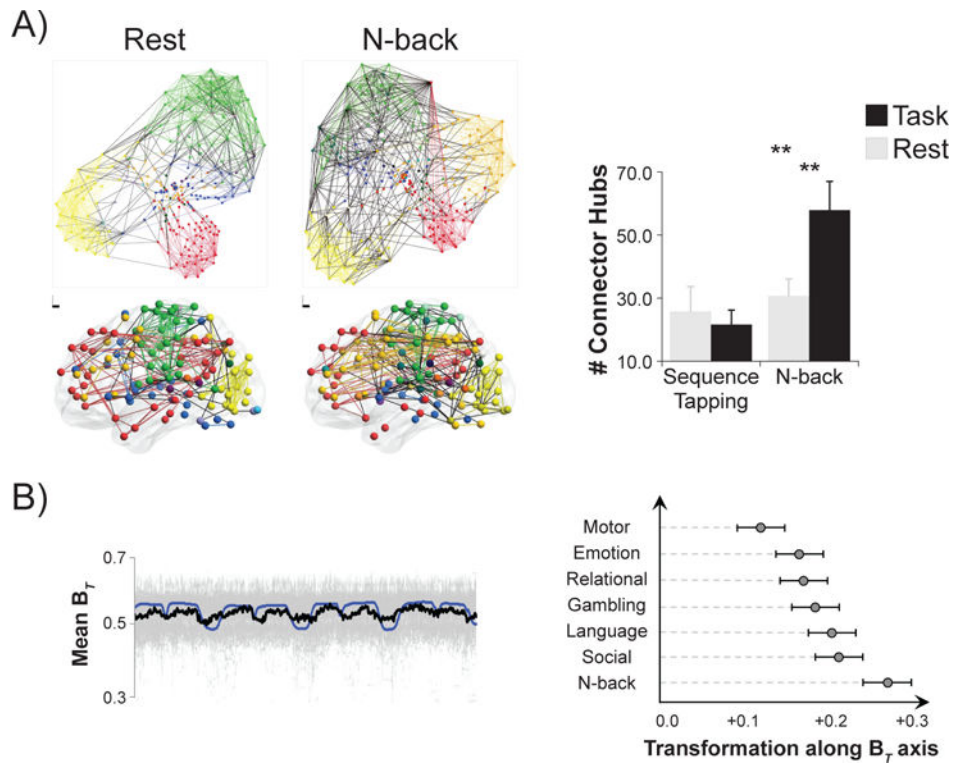 A)
Rest
N-back
L
L
Task
Rest
**
**
# Connector Hubs
70.0
50.0
30.0
10.0
Sequence
Tapping
N-back
B)
Mean B_T
0.7
0.5
0.3
Motor
Emotion
Relational
Gambling
Language
Social
N-back
0.0 +0.1 +0.2 +0.3
Transformation along B_T axis